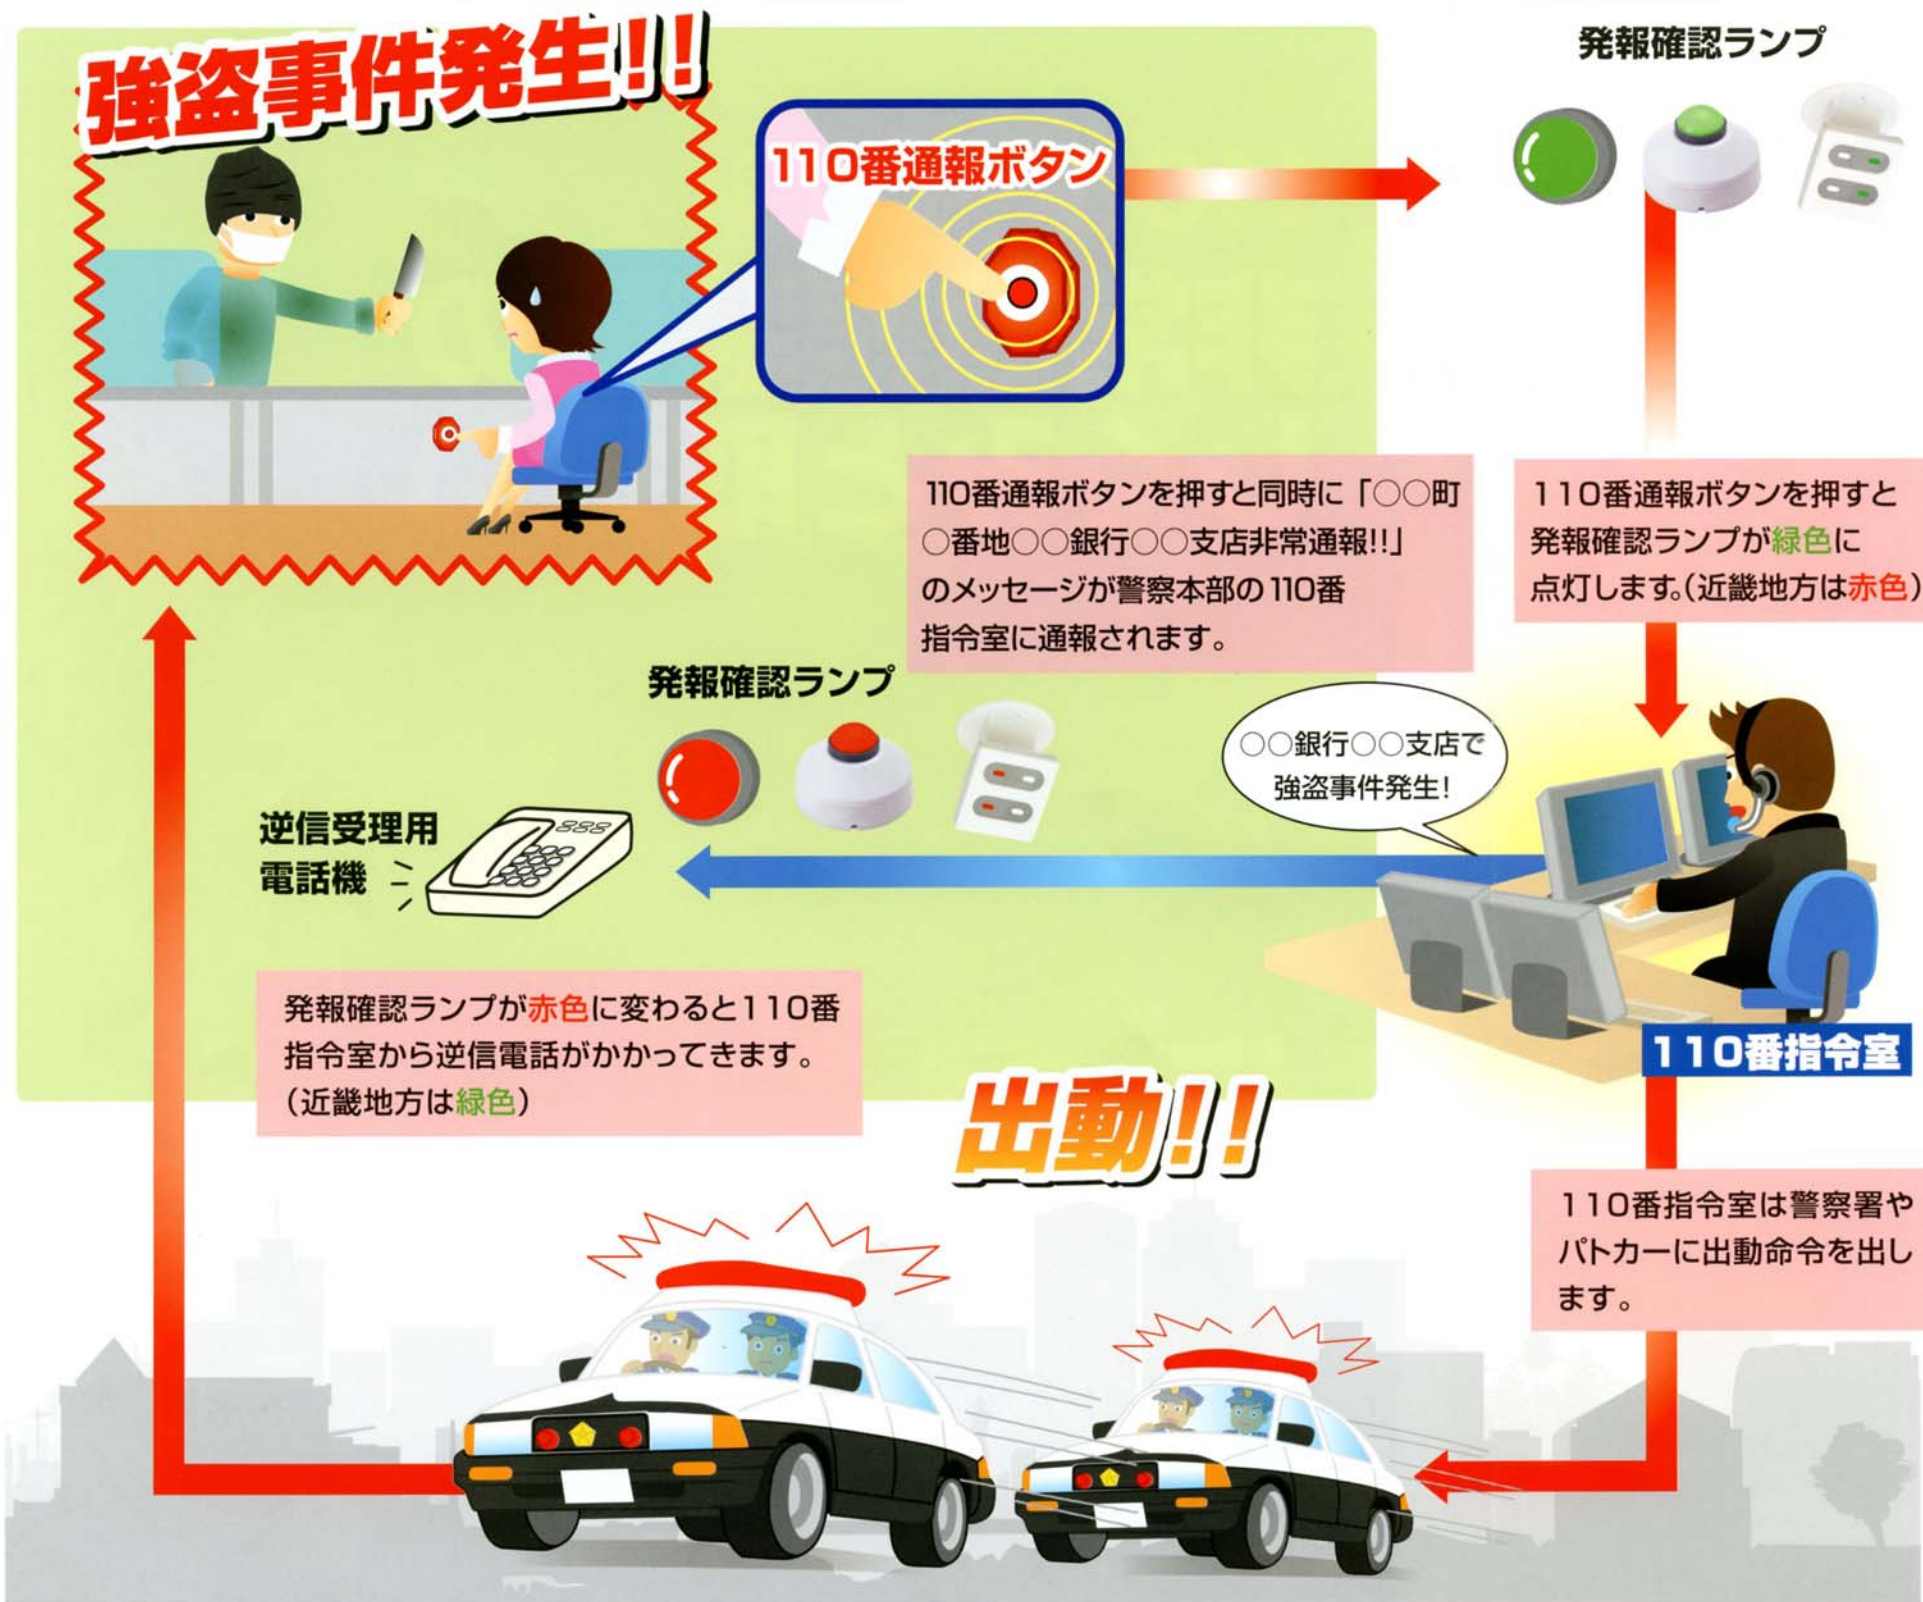 強盗事件発生!!
110番通報ボタン
発報確認ランプ
110番通報ボタンを押すと同時に「○○町
○番地○○銀行○○支店非常通報!!」
のメッセージが警察本部の110番
指令室に通報されます。
110番通報ボタンを押すと
発報確認ランプが緑色に
点灯します。(近畿地方は赤色)
発報確認ランプ
○○銀行○○支店で
強盗事件発生!
逆信受理用
電話機
発報確認ランプが赤色に変わると110番
指令室から逆信電話がかかってきます。
(近畿地方は緑色)
110番指令室
出動!!
110番指令室は警察署や
パトカーに出動命令を出し
ます。